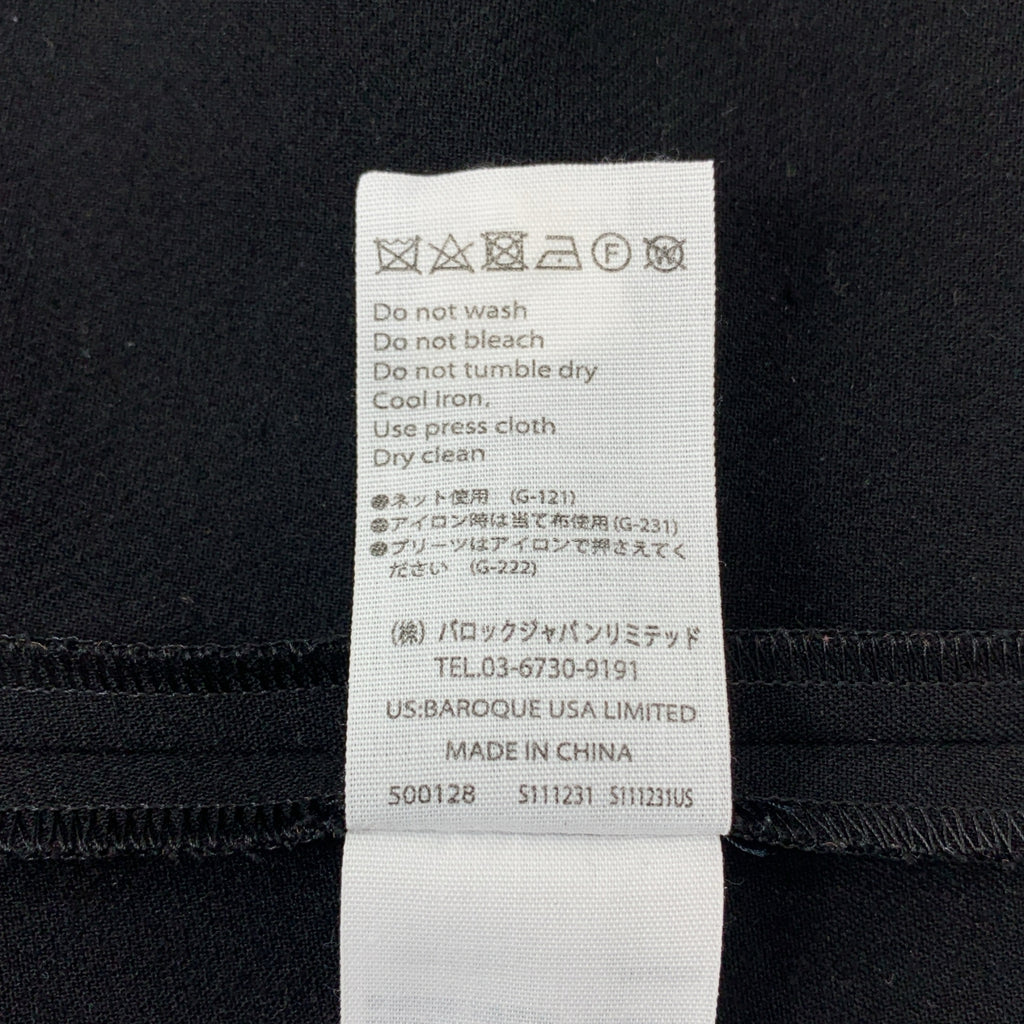 F W
Do not wash
Do not bleach
Do not tumble dry
Cool iron.
Use press cloth
Dry clean
●ネット使用 (G-121)
●アイロン時は当て布使用(G-231)
●プリーツはアイロンで押さえてく
ださい (G-222)
(株) バロックジャパンリミテッド
TEL.03-6730-9191
US:BAROQUE USA LIMITED
MADE IN CHINA
500128 S111231 S111231US